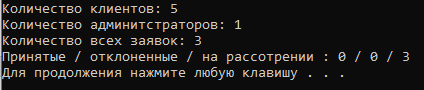 Количество клиентов: 5
Количество админитстраторов: 1
Количество всех заявок: 3
Принятые / отклоненные / на рассотрении : 0 / 0 / 3
Для продолжения нажмите любую клавишу . . .